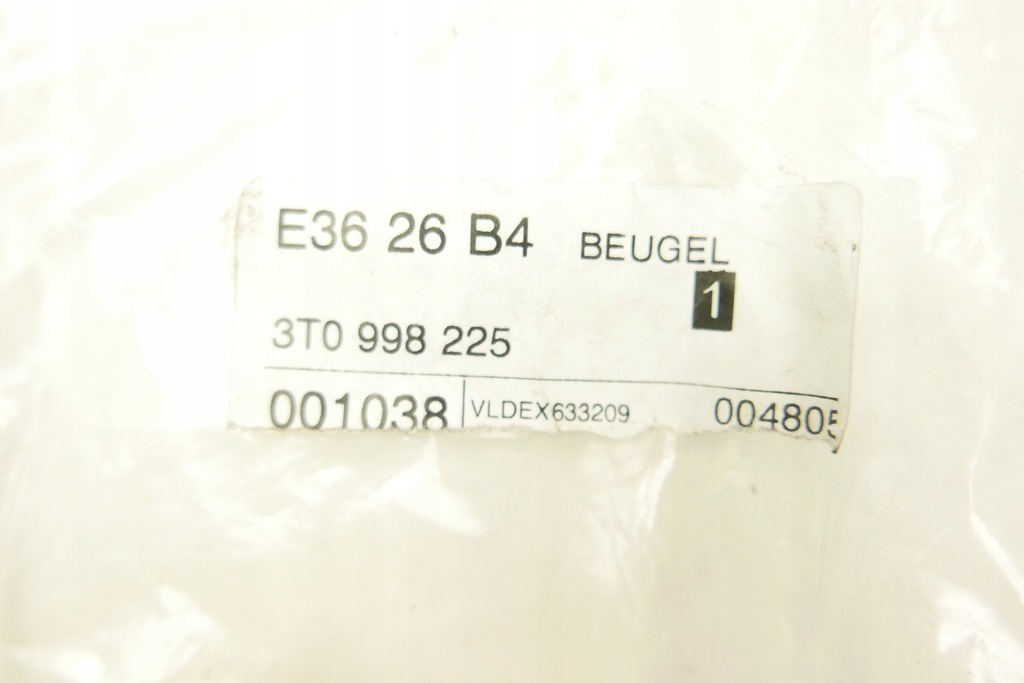 E36 26 B4 BEUGEL
1
3T0 998 225
001038 VLDEX633209 004805